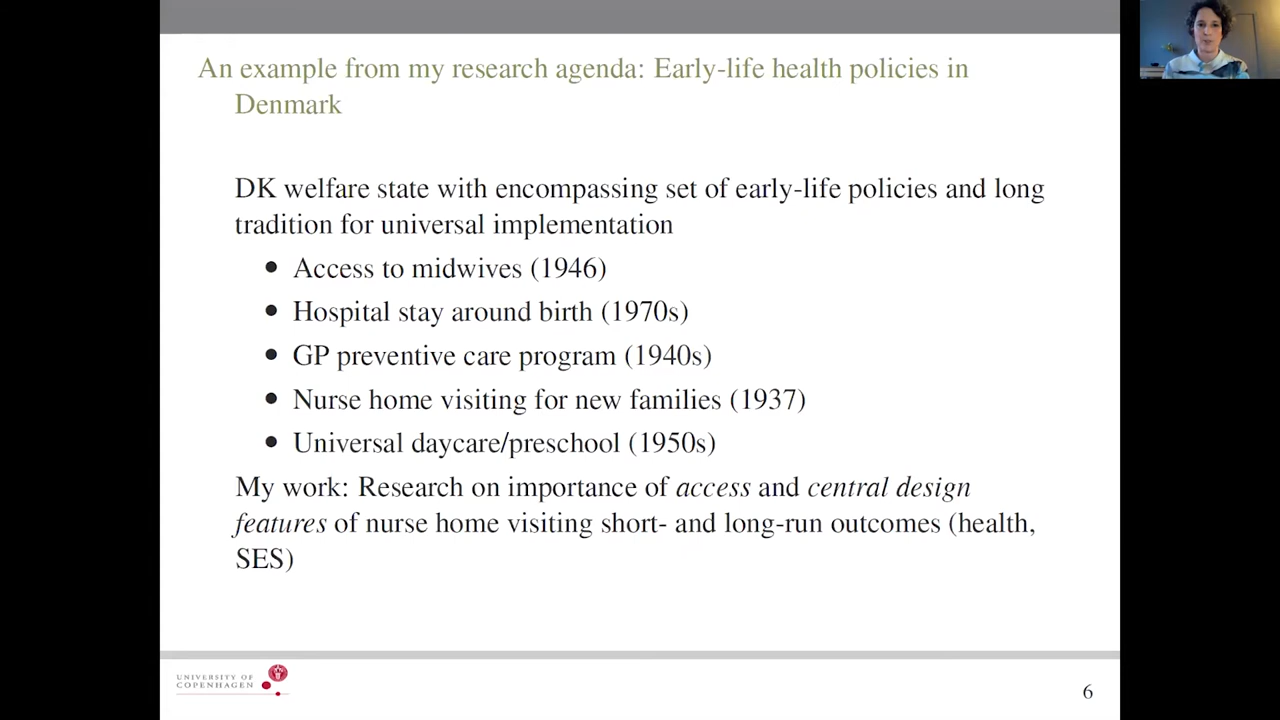 An example from my research agenda: Early-life health policies in
Denmark
DK welfare state with encompassing set of early-life policies and long
tradition for universal implementation
• Access to midwives (1946)
• Hospital stay around birth (1970s)
• GP preventive care program (1940s)
• Nurse home visiting for new families (1937)
• Universal daycare/preschool (1950s)
My work: Research on importance of access and central design
features of nurse home visiting short- and long-run outcomes (health,
SES)
UNIVERSITY OF
COPENHAGEN
6